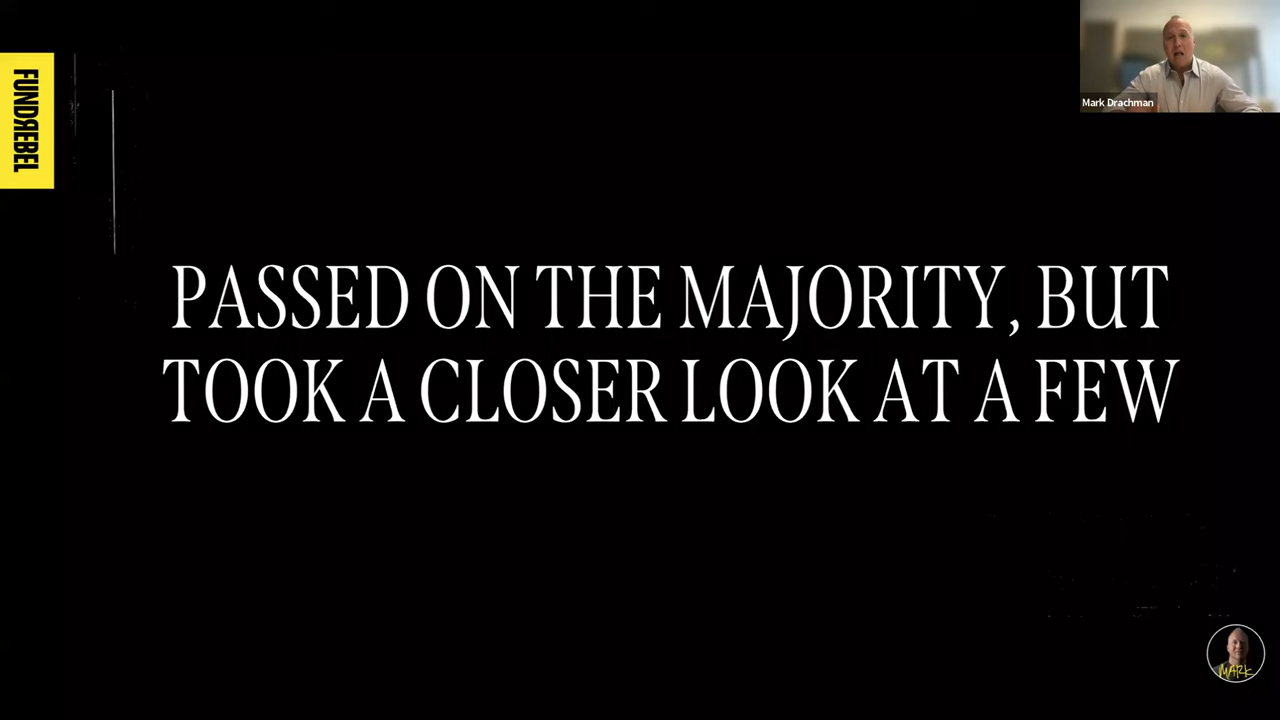 FUNDREBEL
Mark Drachman
PASSED ON THE MAJORITY, BUT
TOOK A CLOSER LOOK AT A FEW
MARK